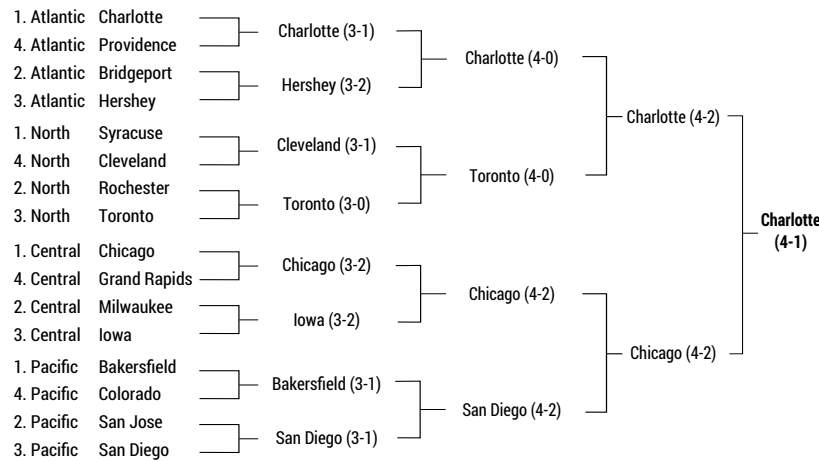 1. Atlantic Charlotte
4. Atlantic Providence
2. Atlantic Bridgeport
3. Atlantic Hershey
1. North Syracuse
4. North Cleveland
2. North Rochester
3. North Toronto
1. Central Chicago
4. Central Grand Rapids
2. Central Milwaukee
3. Central Iowa
1. Pacific Bakersfield
4. Pacific Colorado
2. Pacific San Jose
3. Pacific San Diego
Charlotte (3-1)
Hershey (3-2)
Cleveland (3-1)
Toronto (3-0)
Chicago (3-2)
Iowa (3-2)
Bakersfield (3-1)
San Diego (3-1)
Charlotte (4-0)
Toronto (4-0)
Chicago (4-2)
San Diego (4-2)
Charlotte (4-2)
Chicago (4-2)
Charlotte
(4-1)